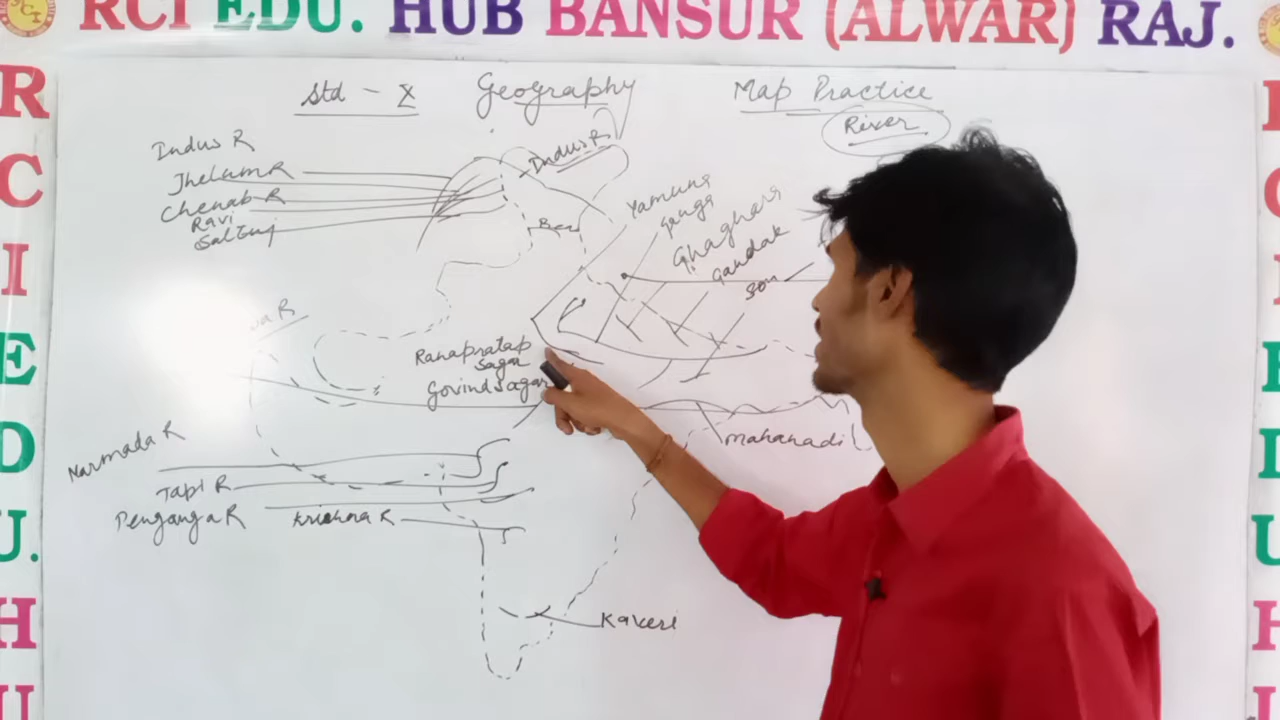 RCI EDU. HUB BANSUR (ALWAR) RAJ.
R
C
I
E
D
U.
H
U
Std - X Geography Map Practice
River
Indus R
Jhelum R
Chenab R
Ravi
Indus R
Yamuna
Ganga
Ghaghara
Gandak
Son
Ranapratap
Sagar
Govind Sagar
Mahanadi
Narmada R
Tapi R
Penganga R
Krishna R
Kaveri